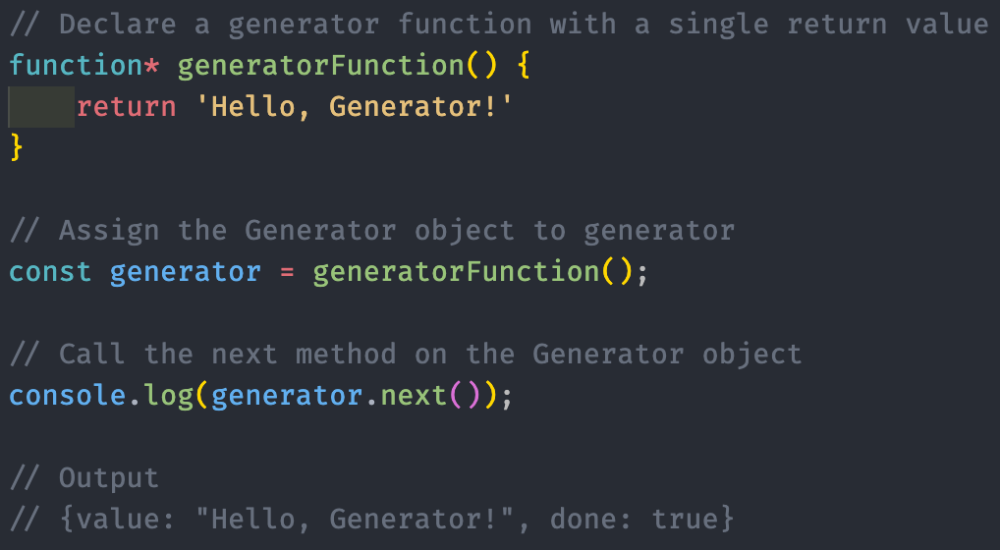 // Declare a generator function with a single return value
function* generatorFunction() {
    return 'Hello, Generator!'
}

// Assign the Generator object to generator
const generator = generatorFunction();

// Call the next method on the Generator object
console.log(generator.next());

// Output
// {value: "Hello, Generator!", done: true}